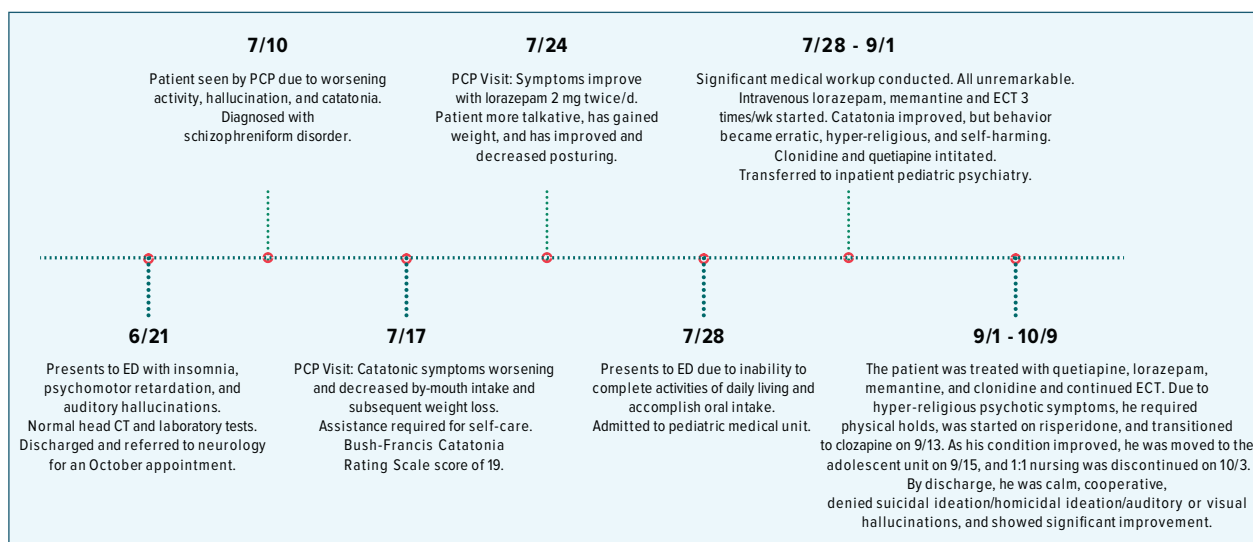 7/10
Patient seen by PCP due to worsening
activity, hallucination, and catatonia.
Diagnosed with
schizophreniform disorder.
7/24
PCP Visit: Symptoms improve
with lorazepam 2 mg twice/d.
Patient more talkative, has gained
weight, and has improved and
decreased posturing.
7/28 - 9/1
Significant medical workup conducted. All unremarkable.
Intravenous lorazepam, memantine and ECT 3
times/wk started. Catatonia improved, but behavior
became erratic, hyper-religious, and self-harming.
Clonidine and quetiapine intitated.
Transferred to inpatient pediatric psychiatry.
6/21
Presents to ED with insomnia,
psychomotor retardation, and
auditory hallucinations.
Normal head CT and laboratory tests.
Discharged and referred to neurology
for an October appointment.
7/17
PCP Visit: Catatonic symptoms worsening
and decreased by-mouth intake and
subsequent weight loss.
Assistance required for self-care.
Bush-Francis Catatonia
Rating Scale score of 19.
7/28
Presents to ED due to inability to
complete activities of daily living and
accomplish oral intake.
Admitted to pediatric medical unit.
9/1 - 10/9
The patient was treated with quetiapine, lorazepam,
memantine, and clonidine and continued ECT. Due to
hyper-religious psychotic symptoms, he required
physical holds, was started on risperidone, and transitioned
to clozapine on 9/13. As his condition improved, he was moved to the
adolescent unit on 9/15, and 1:1 nursing was discontinued on 10/3.
By discharge, he was calm, cooperative,
denied suicidal ideation/homicidal ideation/auditory or visual
hallucinations, and showed significant improvement.